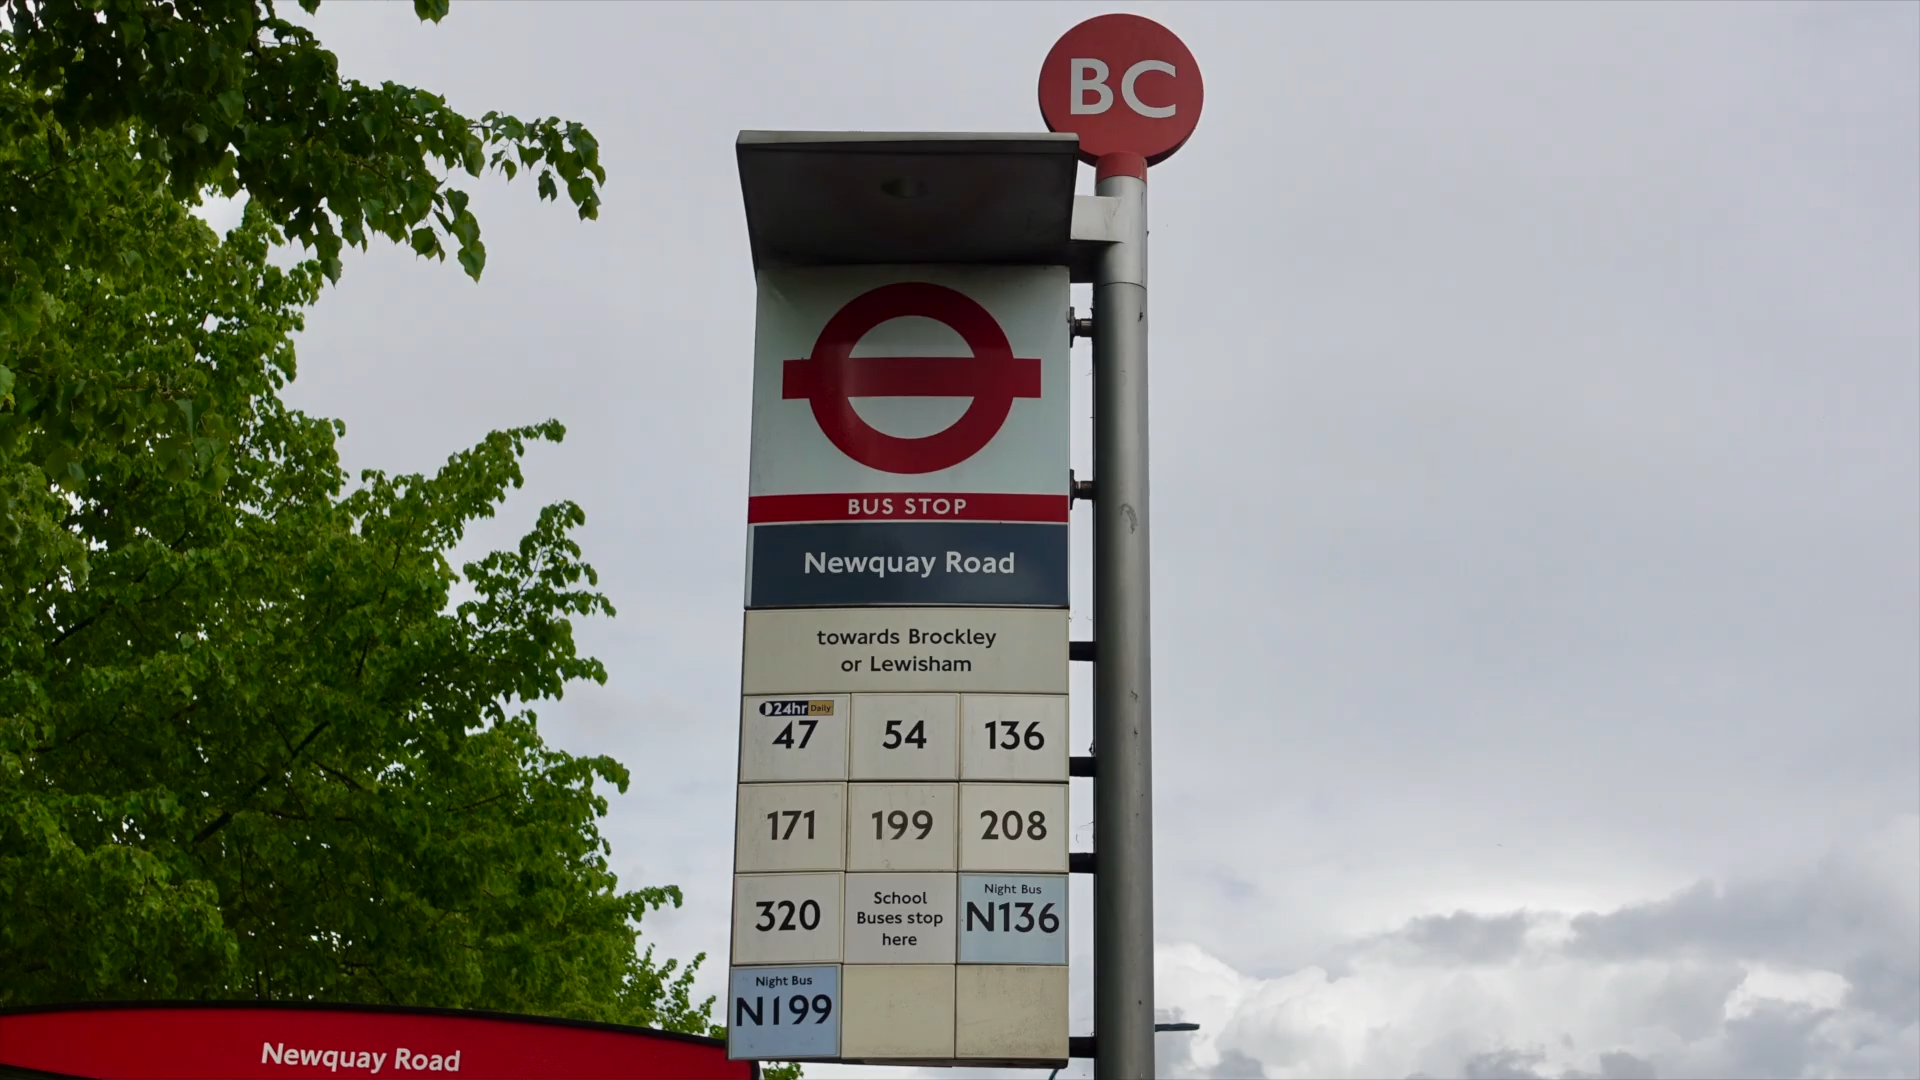 BC
BUS STOP
Newquay Road
towards Brockley
or Lewisham
24hr Daily
47 54 136
171 199 208
320
School
Buses stop
here
Night Bus
N136
Night Bus
N199
Newquay Road